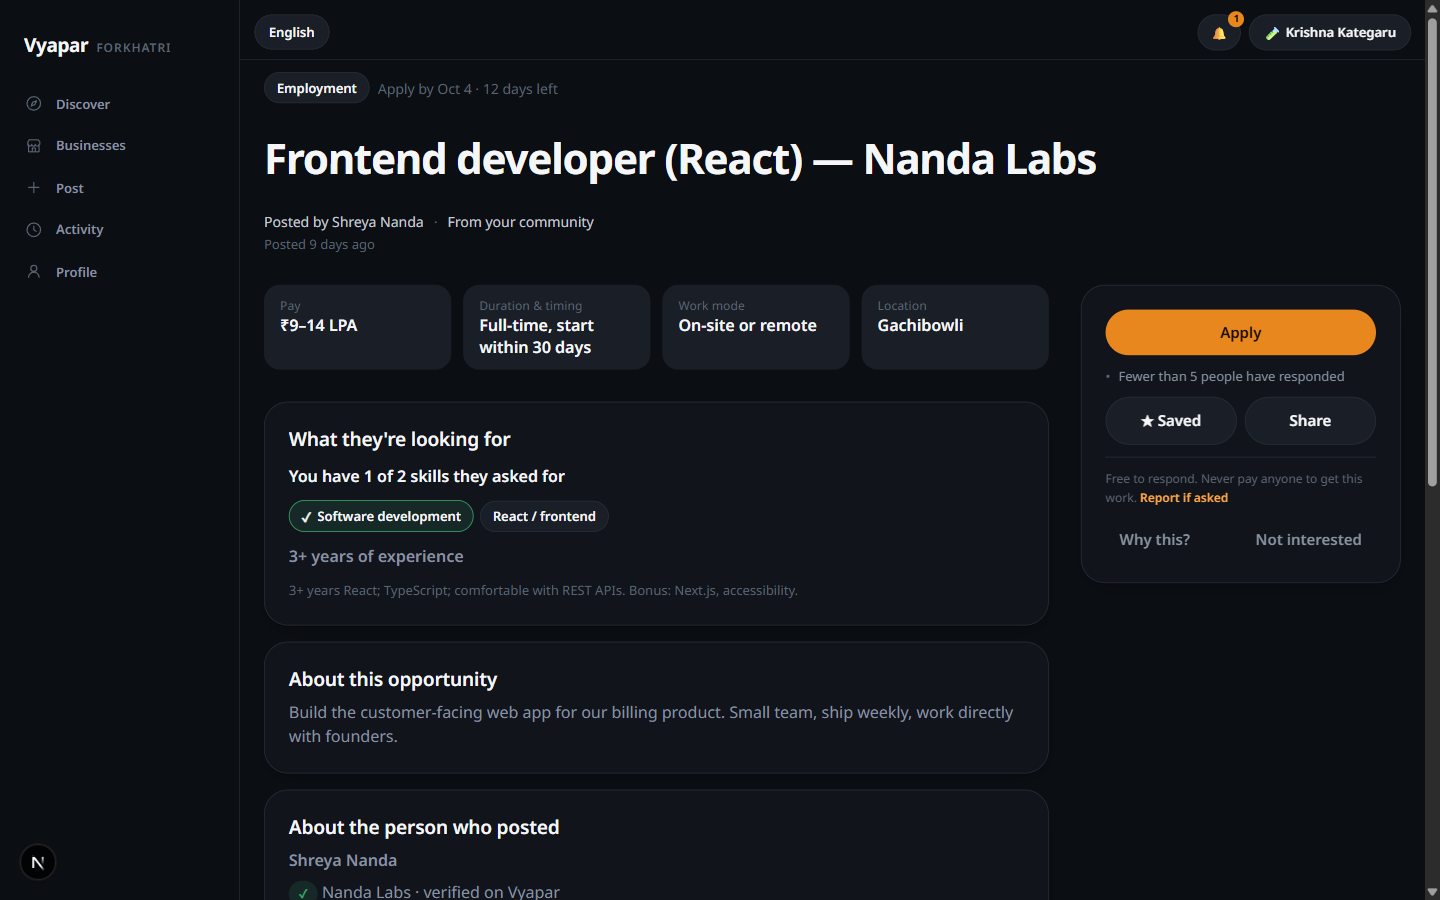 Vyapar FORKHATRI
Discover
Businesses
Post
Activity
Profile
N
English
1
Krishna Kategaru
Employment Apply by Oct 4 · 12 days left
Frontend developer (React) — Nanda Labs
Posted by Shreya Nanda · From your community
Posted 9 days ago
Pay
₹9–14 LPA
Duration & timing
Full-time, start
within 30 days
Work mode
On-site or remote
Location
Gachibowli
What they're looking for
You have 1 of 2 skills they asked for
✓ Software development
React / frontend
3+ years of experience
3+ years React; TypeScript; comfortable with REST APIs. Bonus: Next.js, accessibility.
About this opportunity
Build the customer-facing web app for our billing product. Small team, ship weekly, work directly
with founders.
About the person who posted
Shreya Nanda
✓ Nanda Labs · verified on Vyapar
Apply
• Fewer than 5 people have responded
★ Saved
Share
Free to respond. Never pay anyone to get this
work. Report if asked
Why this?
Not interested